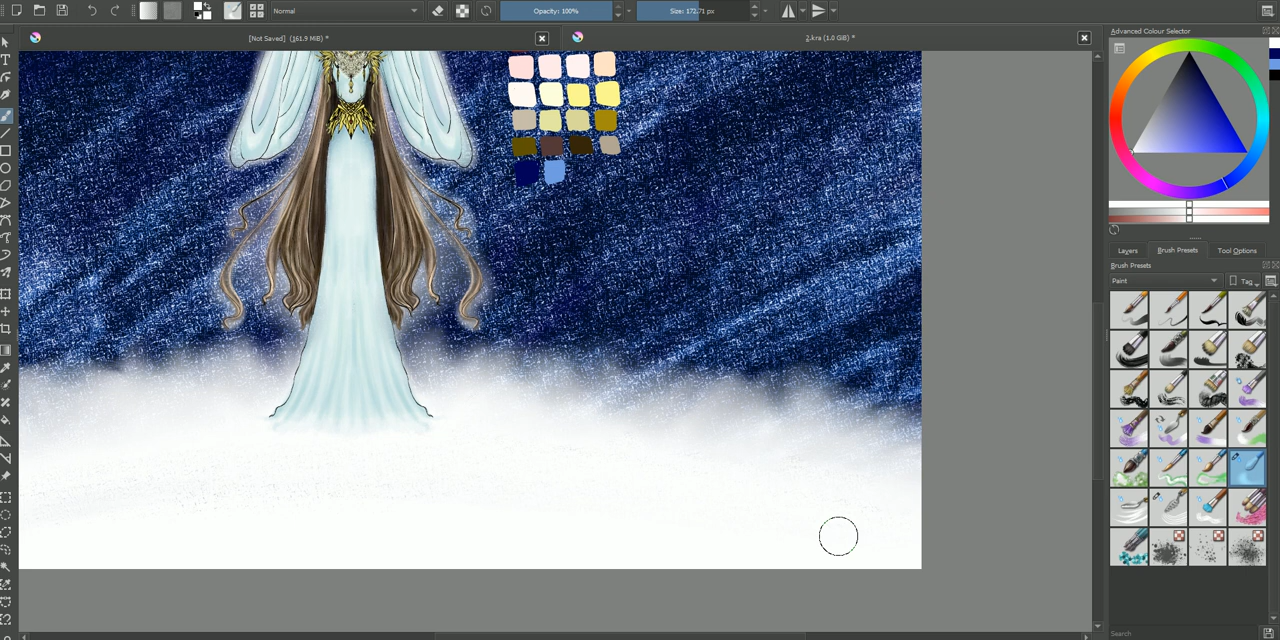 Normal
Opacity: 100%
Size: 172.71 px
[Not Saved] (161.9 MiB) *
2.kra (1.0 GiB) *
Advanced Colour Selector
Layers
Brush Presets
Tool Options
Brush Presets
Paint
Tag
Search